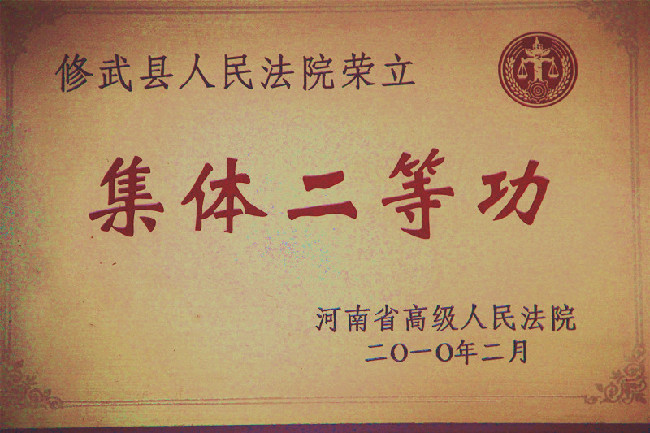 修武县人民法院荣立
集体二等功
河南省高级人民法院
二〇一〇年二月